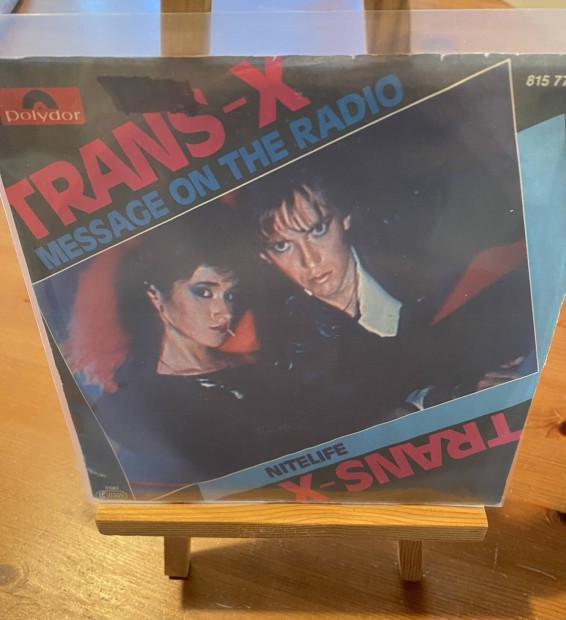 polydor
815 77
TRANS-X
MESSAGE ON THE RADIO
NITELIFE
TRANS-X